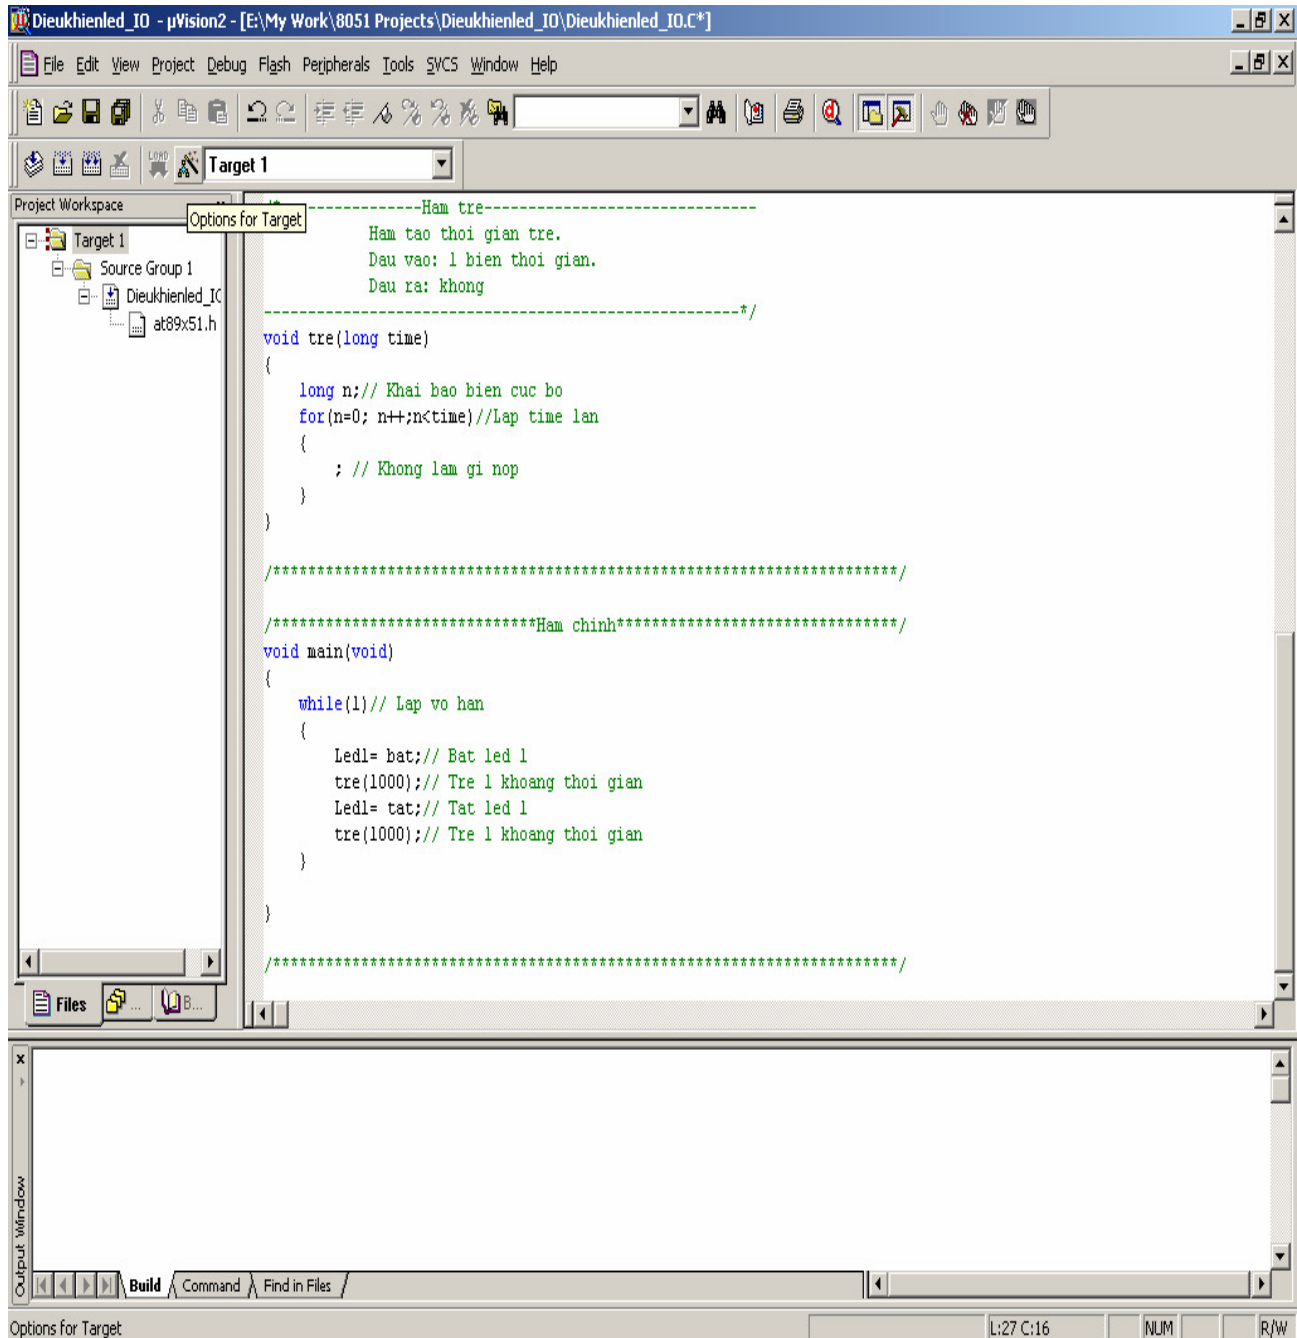 Dieukhienled_IO - µVision2 - [E:\My Work\8051 Projects\Dieukhienled_IO\Dieukhienled_IO.C*]
File Edit View Project Debug Flash Peripherals Tools SVCS Window Help
LOAD
Target 1
Project Workspace
Options for Target
Target 1
Source Group 1
Dieukhienled_IO
at89x51.h
Files
...
B...
/*--------------Ham tre-------------------------------
Ham tao thoi gian tre.
Dau vao: 1 bien thoi gian.
Dau ra: khong
------------------------------------------------------*/
void tre(long time)
{
long n;// Khai bao bien cuc bo
for(n=0; n++;n<time)//Lap time lan
{
; // Khong lam gi nop
}
}
/***********************************************************************/
/******************************Ham chinh********************************/
void main(void)
{
while(1)// Lap vo han
{
Led1= bat;// Bat led 1
tre(1000);// Tre 1 khoang thoi gian
Led1= tat;// Tat led 1
tre(1000);// Tre 1 khoang thoi gian
}
}
/***********************************************************************/
Output Window
Build Command Find in Files
Options for Target
L:27 C:16
NUM
R/W